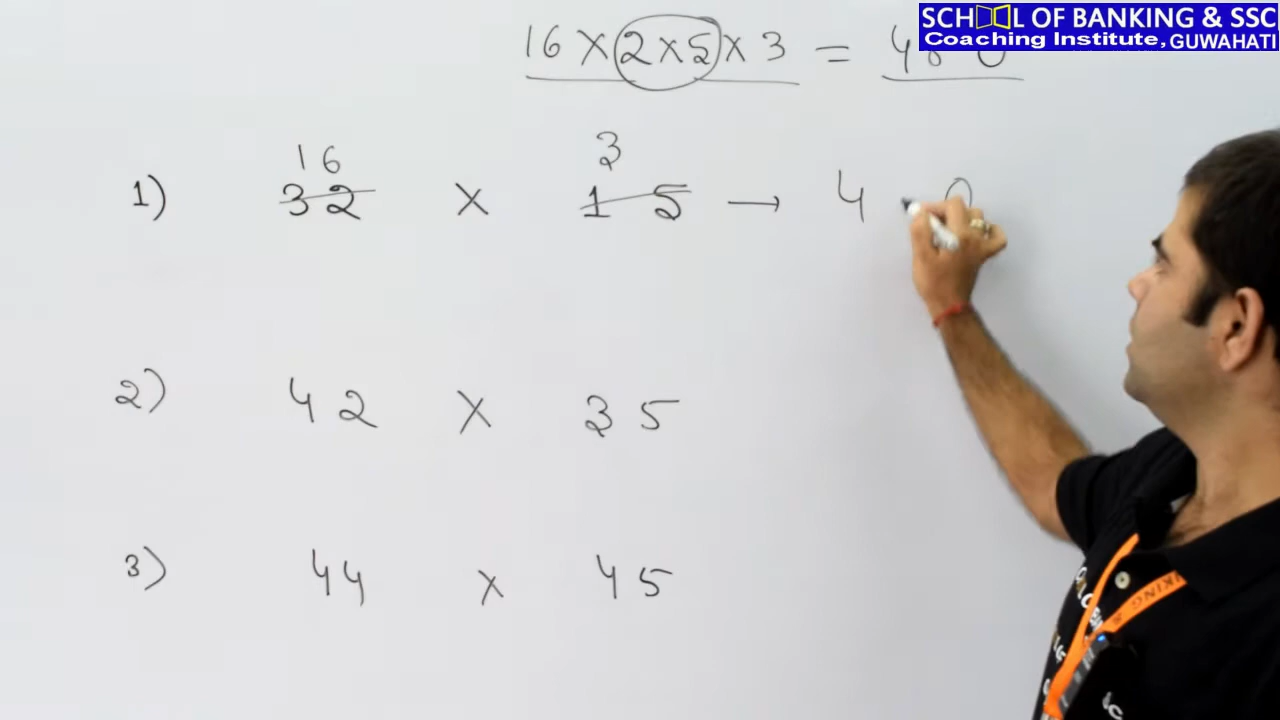 SCHOOL OF BANKING & SSC
Coaching Institute, GUWAHATI
16 X 2 X 5 X 3 = 480
16 3
1) 32 X 15 → 4 0
2) 42 X 35
3) 44 X 45